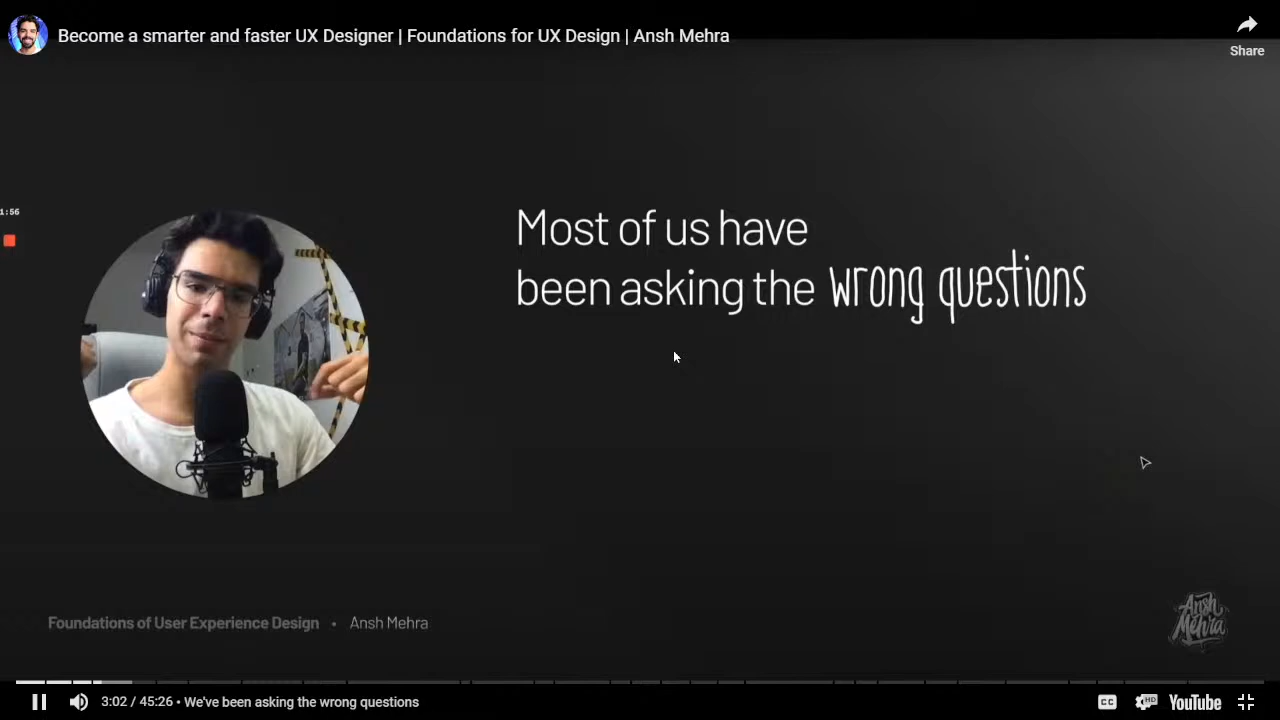 Become a smarter and faster UX Designer | Foundations for UX Design | Ansh Mehra
Share
1:56
Most of us have
been asking the wrong questions
Foundations of User Experience Design • Ansh Mehra
Ansh
Mehra
3:02 / 45:26 • We've been asking the wrong questions
CC
HD
YouTube